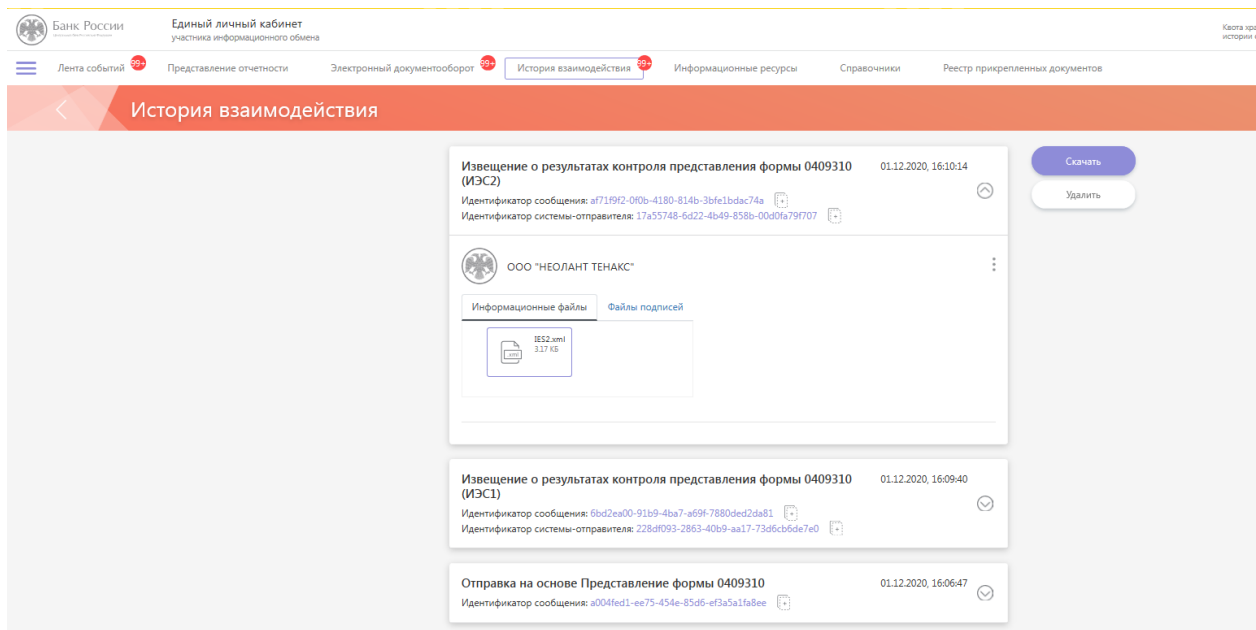 Банк России
Единый личный кабинет
участника информационного обмена
Квота хра
истории
Лента событий 99+ Представление отчетности Электронный документооборот 99+ История взаимодействия 99+ Информационные ресурсы Справочники Реестр прикрепленных документов
История взаимодействия
Извещение о результатах контроля представления формы 0409310 01.12.2020, 16:10:14
(ИЭС2)
Идентификатор сообщения: af71f9f2-0f0b-4180-814b-3bfe1bdac74a
Идентификатор системы-отправителя: 17a55748-6d22-4b49-858b-00d0fa79f707
Скачать
Удалить
ООО "НЕОЛАНТ ТЕНАКС"
Информационные файлы Файлы подписей
IES2.xml
3.17 КБ
.xml
Извещение о результатах контроля представления формы 0409310 01.12.2020, 16:09:40
(ИЭС1)
Идентификатор сообщения: 6bd2ea00-91b9-4ba7-a69f-7880ded2da81
Идентификатор системы-отправителя: 228df093-2863-40b9-aa17-73d6cb6de7e0
Отправка на основе Представление формы 0409310 01.12.2020, 16:06:47
Идентификатор сообщения: a004fed1-ee75-454e-85d6-ef3a5a1fa8ee